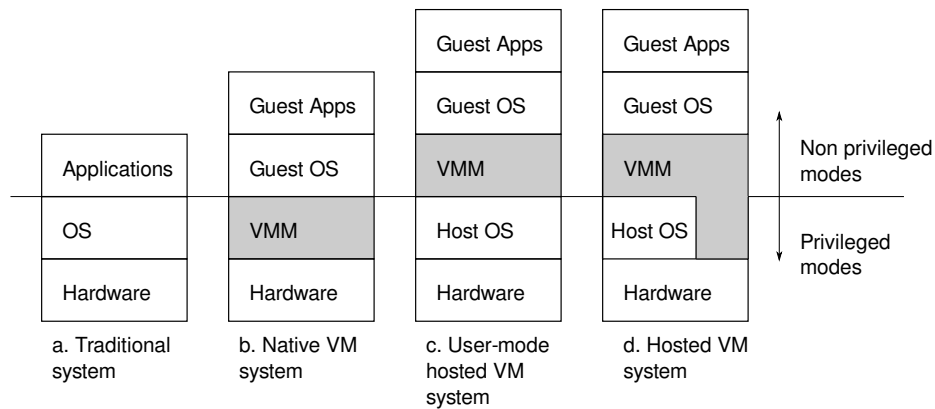 Applications
OS
Hardware
a. Traditional
system
Guest Apps
Guest OS
VMM
Hardware
b. Native VM
system
Guest Apps
Guest OS
VMM
Host OS
Hardware
c. User-mode
hosted VM
system
Guest Apps
Guest OS
VMM
Host OS
Hardware
d. Hosted VM
system
Non privileged
modes
Privileged
modes